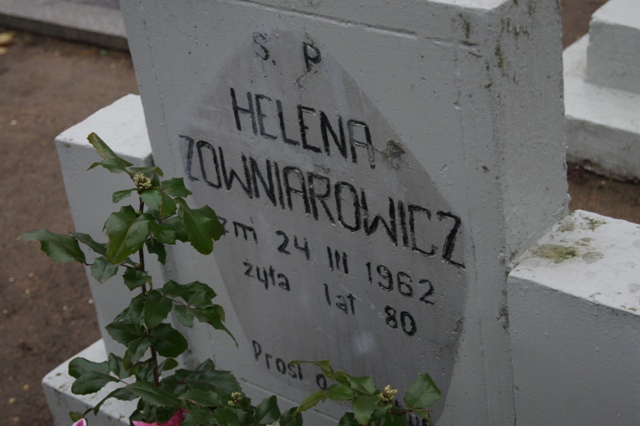 S. P
HELENA
ZOWNIAROWICZ
zm 24 III 1962
żyła lat 80
Prosi o